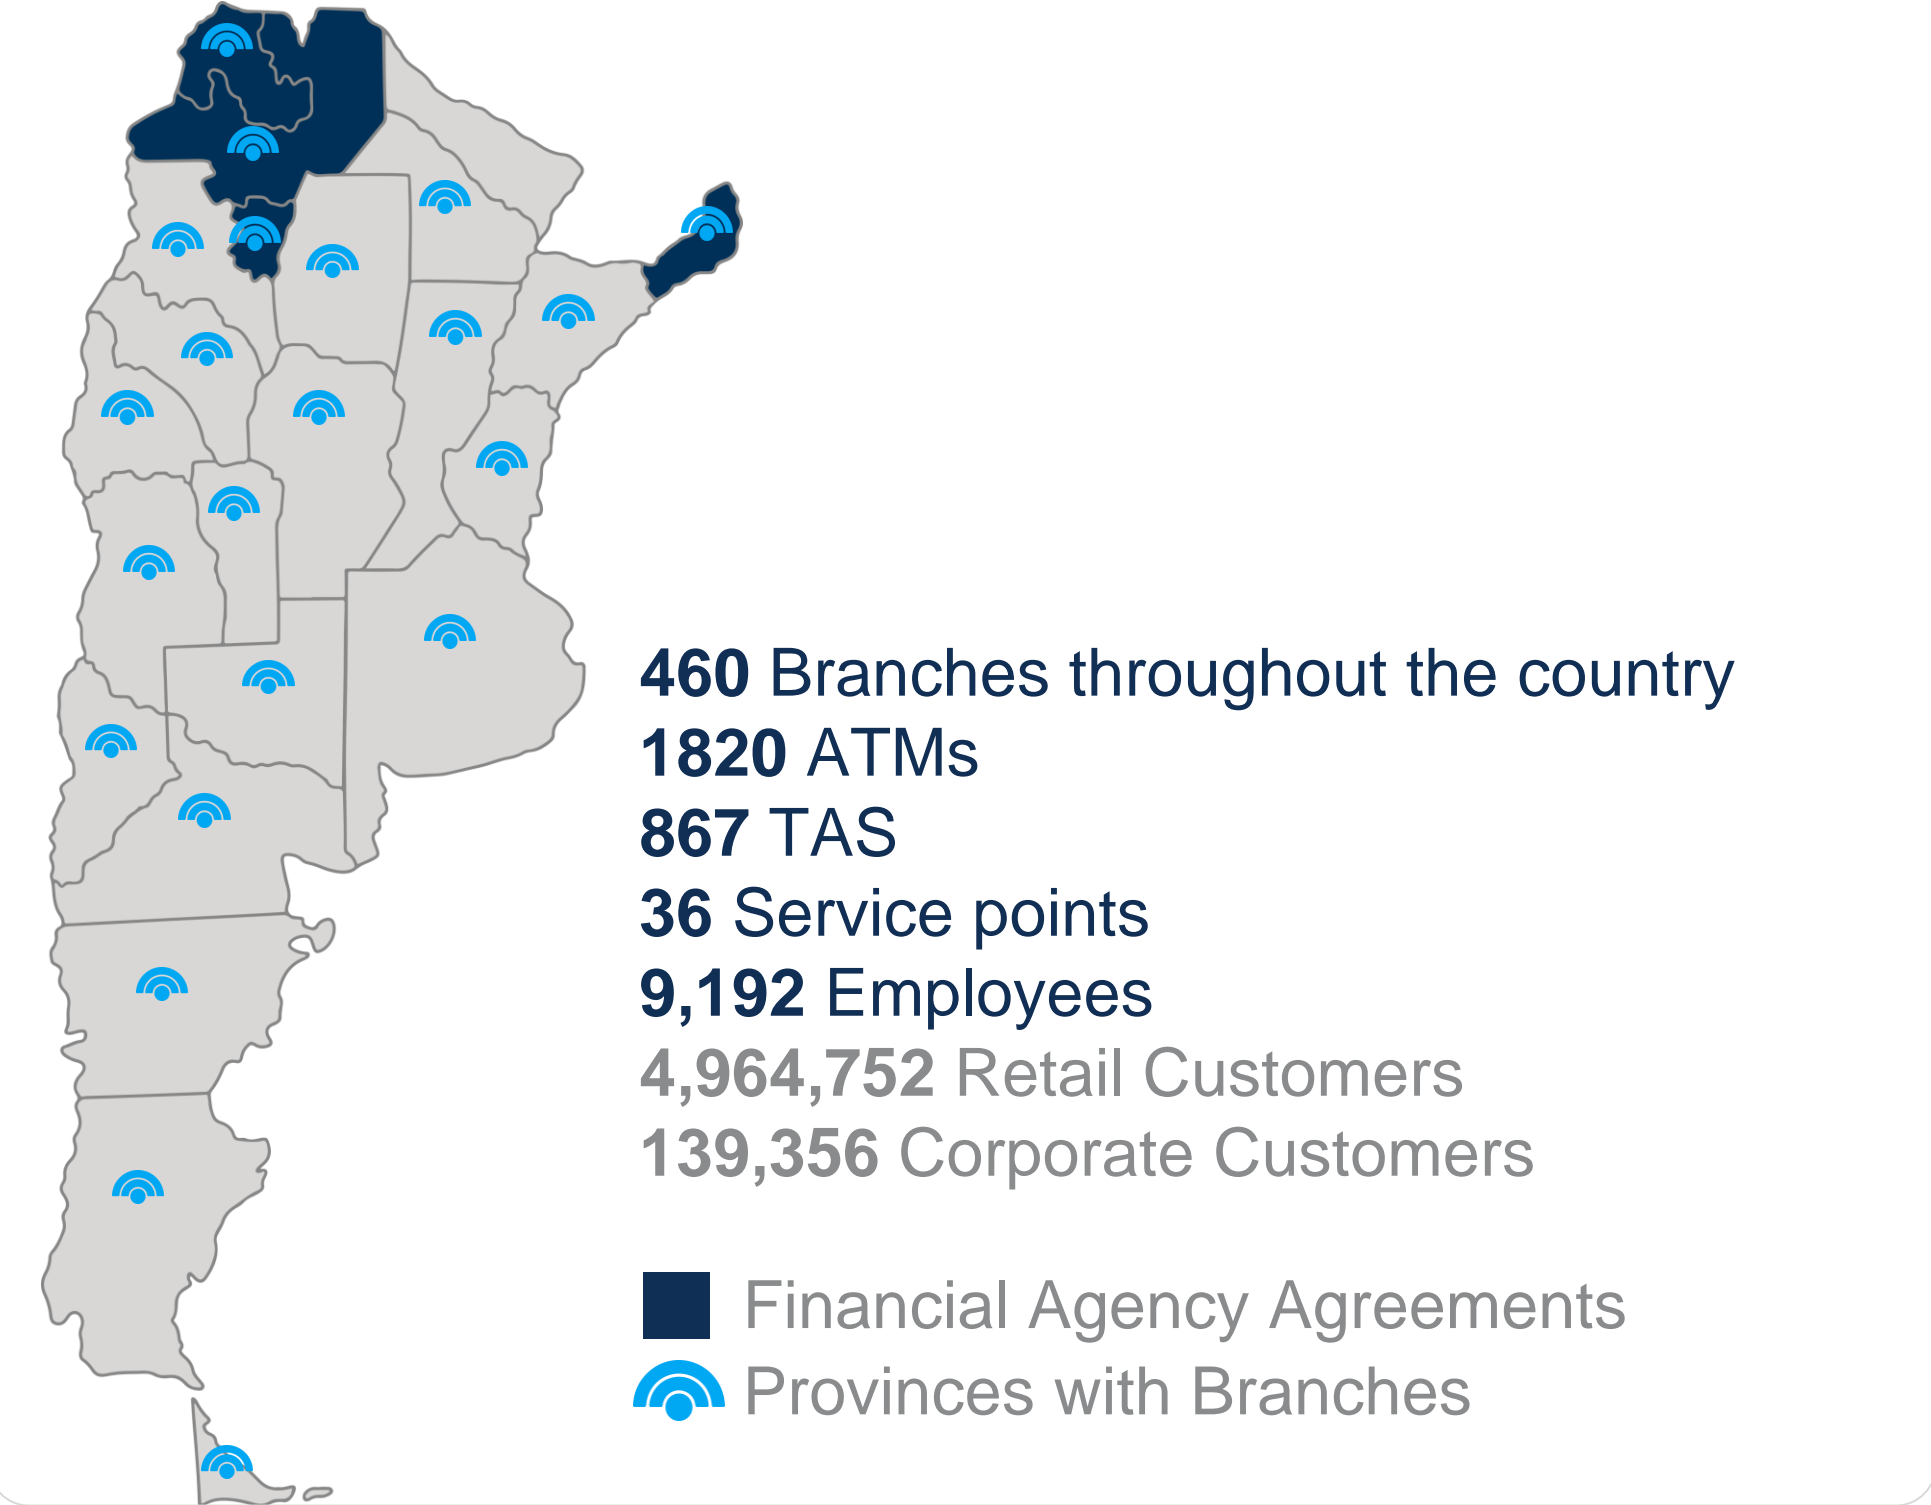 460 Branches throughout the country
1820 ATMs
867 TAS
36 Service points
9,192 Employees
4,964,752 Retail Customers
139,356 Corporate Customers
Financial Agency Agreements
Provinces with Branches